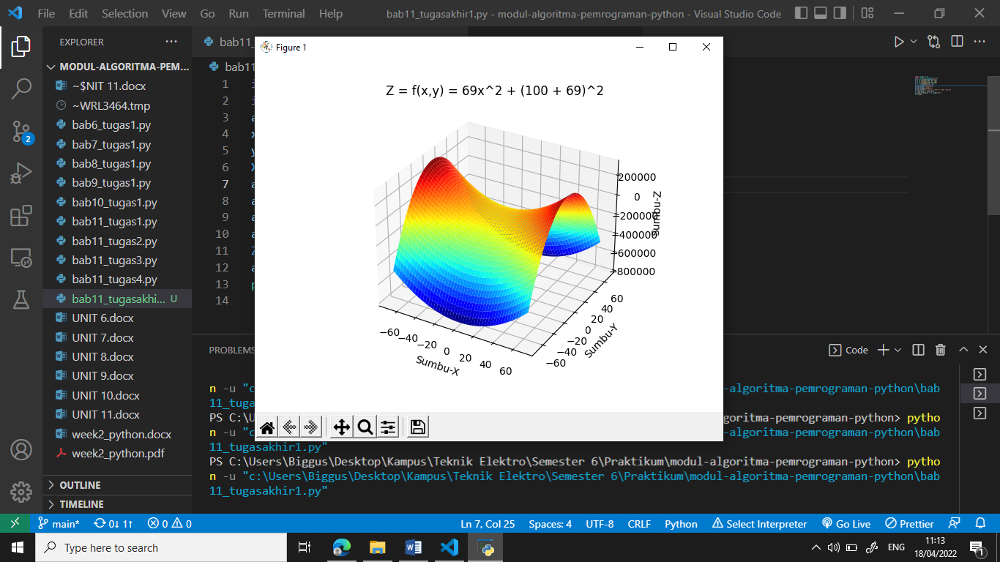 File Edit Selection View Go Run Terminal Help
bab11_tugasakhir1.py - modul-algoritma-pemrograman-python - Visual Studio Code
EXPLORER
MODUL-ALGORITMA-PEM...
~$NIT 11.docx
~WRL3464.tmp
bab6_tugas1.py
bab7_tugas1.py
bab8_tugas1.py
bab9_tugas1.py
bab10_tugas1.py
bab11_tugas1.py
bab11_tugas2.py
bab11_tugas3.py
bab11_tugas4.py
bab11_tugasakhi... U
UNIT 6.docx
UNIT 7.docx
UNIT 8.docx
UNIT 9.docx
UNIT 10.docx
UNIT 11.docx
week2_python.docx
week2_python.pdf
OUTLINE
TIMELINE
2
bab11_
bab11
1
2
3 a
4 x
5 y
6 X
7 a
8 a
9 a
10 a
11 Z
12 a
13 p
14
Figure 1
Z = f(x,y) = 69x^2 + (100 + 69)^2
200000
0
−200000
−400000
−600000
−800000
Sumbu-Z
60
40
20
0
−20
−40
−60
Sumbu-Y
−60
−40
−20
0
20
40
60
Sumbu-X
PROBLEMS
Code
n -u "c
-algoritma-pemrograman-python\bab
11_tuga
PS C:\U
goritma-pemrograman-python> pytho
n -u "c
-algoritma-pemrograman-python\bab
11_tugasakhir1.py"
PS C:\Users\Biggus\Desktop\Kampus\Teknik Elektro\Semester 6\Praktikum\modul-algoritma-pemrograman-python> pytho
n -u "c:\Users\Biggus\Desktop\Kampus\Teknik Elektro\Semester 6\Praktikum\modul-algoritma-pemrograman-python\bab
11_tugasakhir1.py"
main* 0↓ 1↑ 0 0
Ln 7, Col 25 Spaces: 4 UTF-8 CRLF Python Select Interpreter Go Live Prettier
Type here to search
ENG
11:13
18/04/2022
1